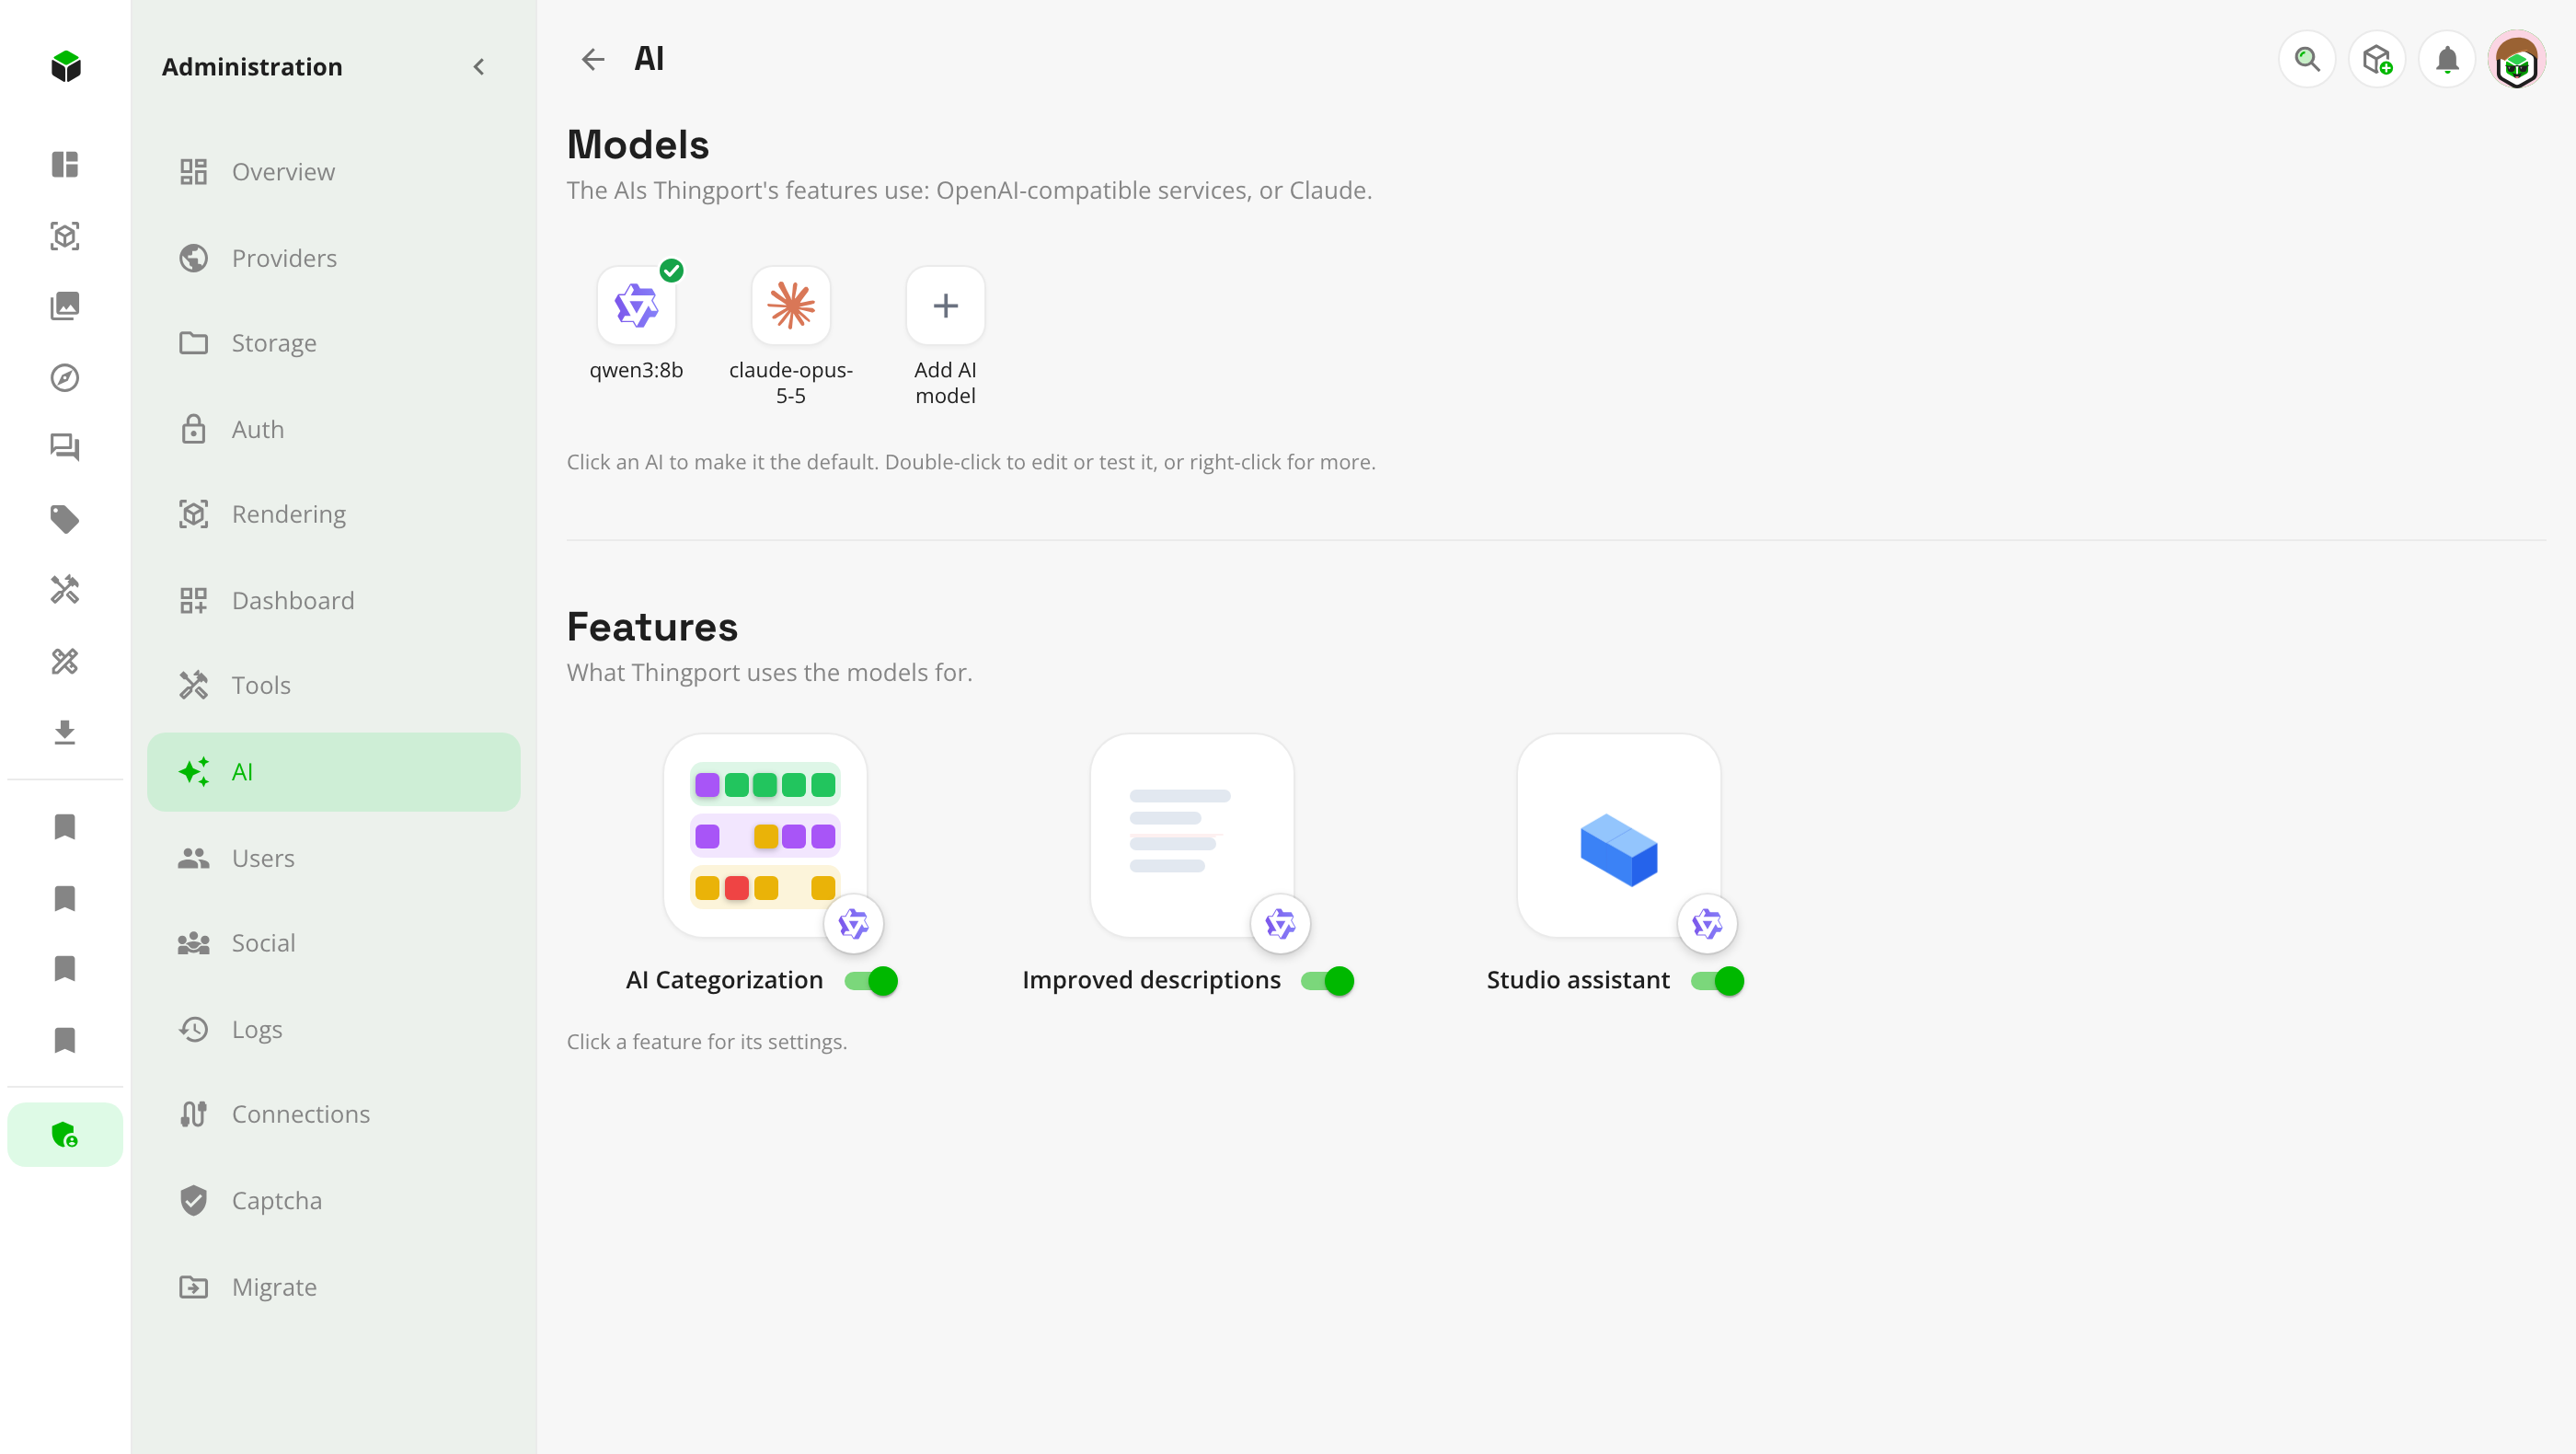 Administration
Overview
Providers
Storage
Auth
Rendering
Dashboard
Tools
AI
Users
Social
Logs
Connections
Captcha
Migrate
AI
Models
The AIs Thingport's features use: OpenAI-compatible services, or Claude.
qwen3:8b
claude-opus-
5-5
Add AI
model
Click an AI to make it the default. Double-click to edit or test it, or right-click for more.
Features
What Thingport uses the models for.
AI Categorization
Improved descriptions
Studio assistant
Click a feature for its settings.